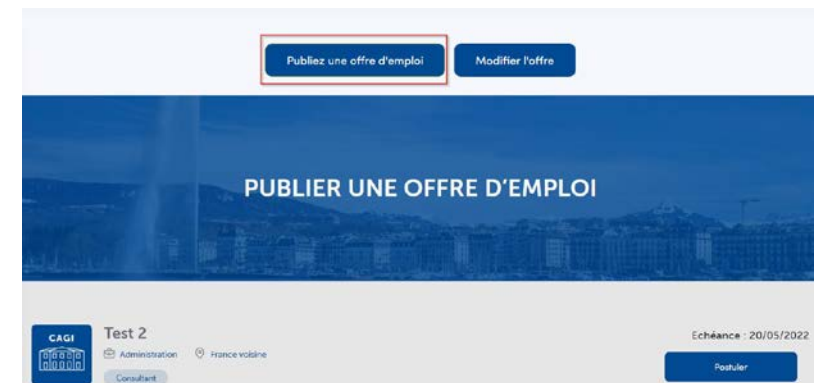 Publiez une offre d'emploi Modifier l'offre
PUBLIER UNE OFFRE D'EMPLOI
CAGI
Test 2
Echéance : 20/05/2022
Administration France voisine
Consultant
Postuler